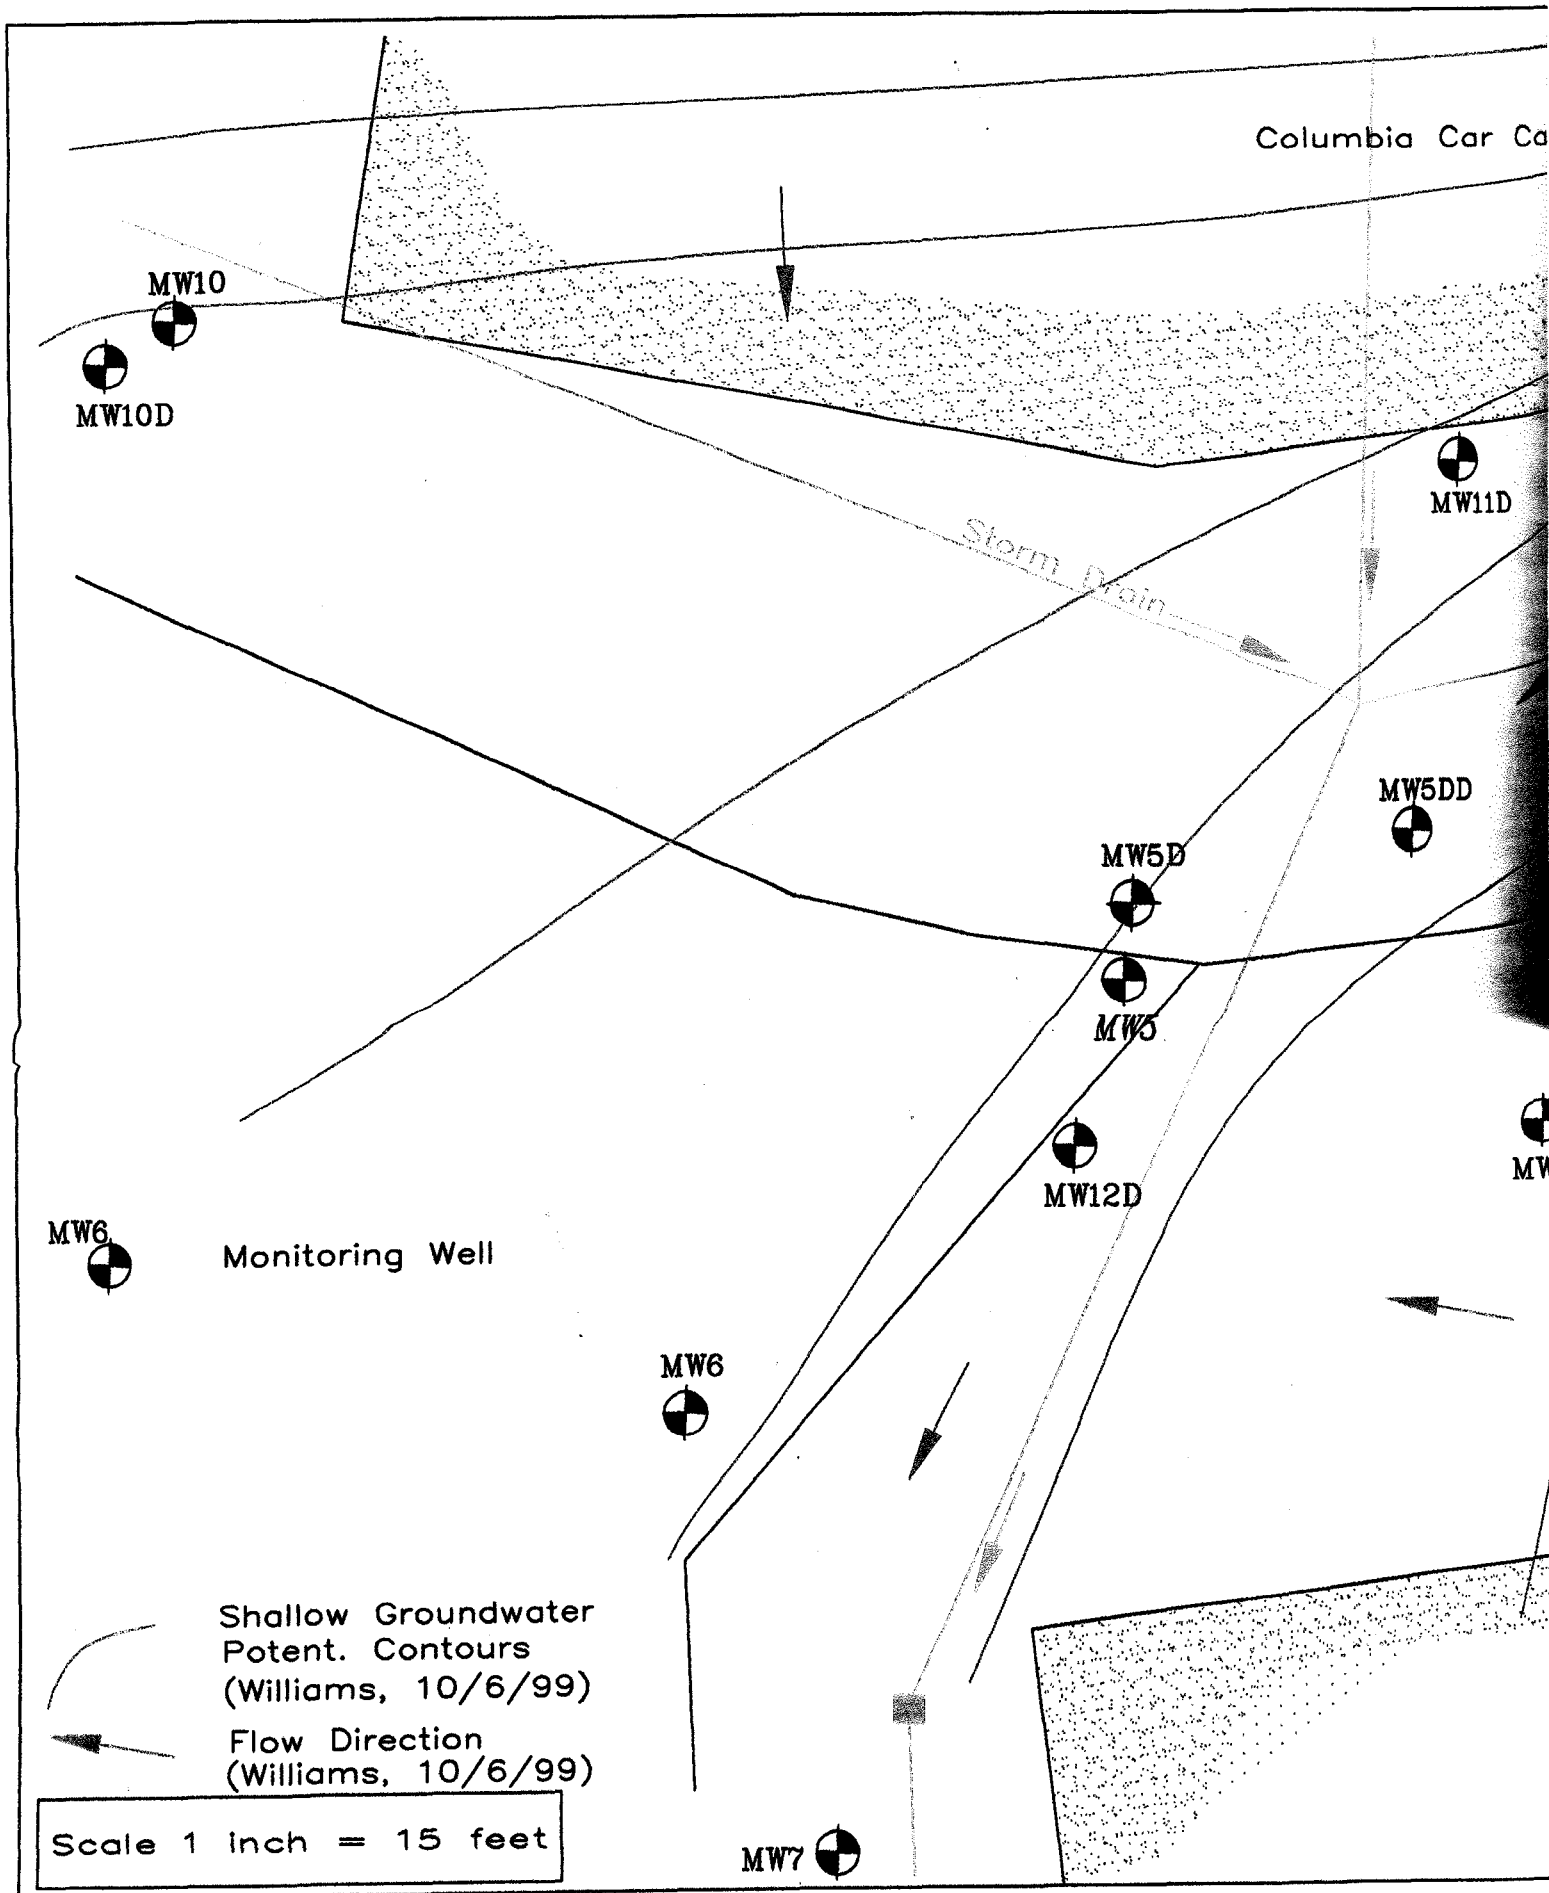 Columbia Car Ca
MW10
MW10D
MW11D
Storm Drain
MW5DD
MW5D
MW5
MW12D
MW
MW6
Monitoring Well
MW6
Shallow Groundwater
Potent. Contours
(Williams, 10/6/99)
Flow Direction
(Williams, 10/6/99)
Scale 1 inch = 15 feet
MW7